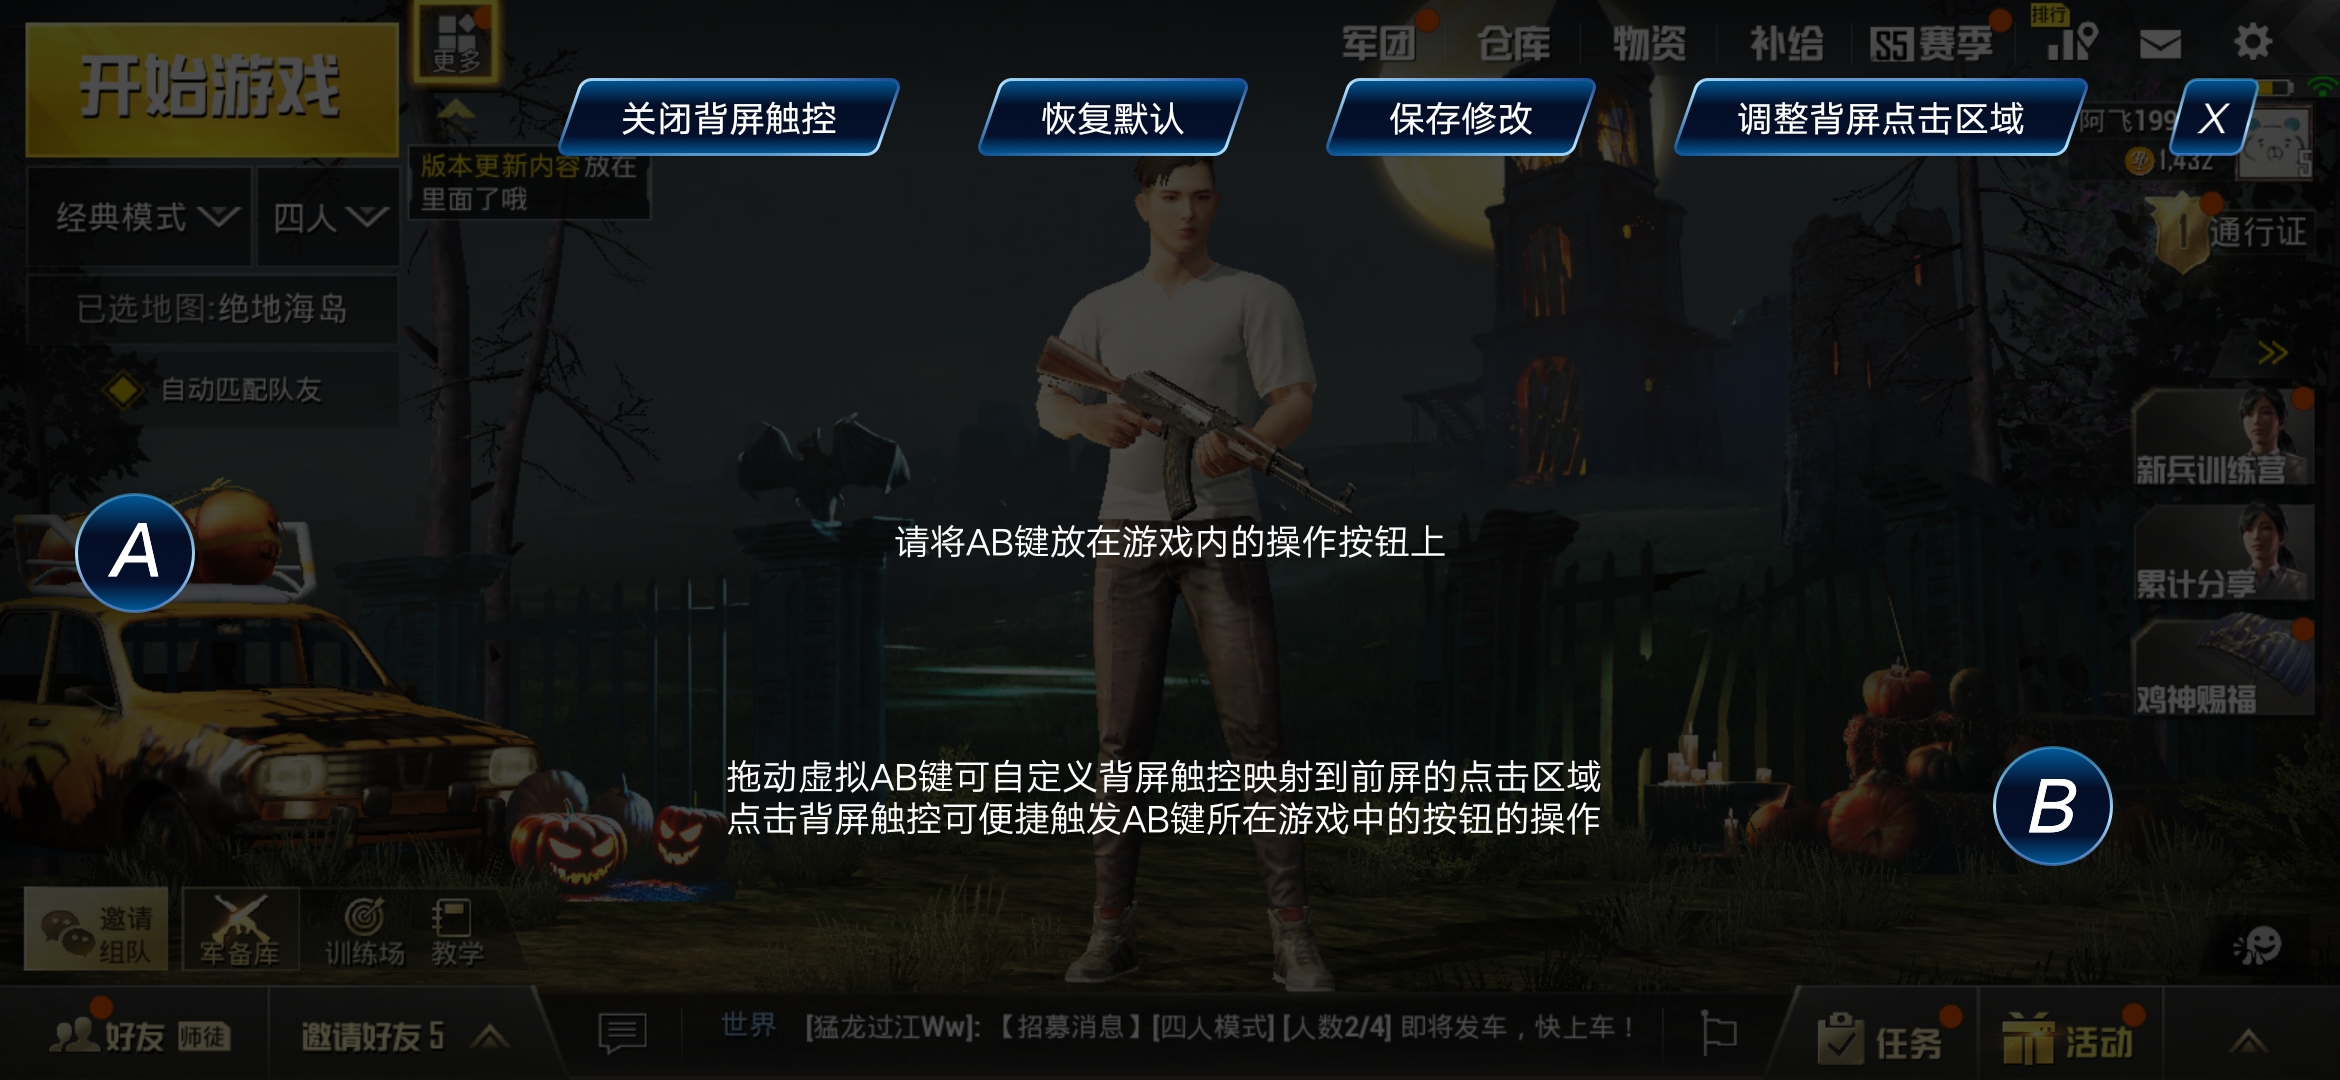 开始游戏
更多
军团
仓库
物资
补给
S5赛季
排行
关闭背屏触控
恢复默认
保存修改
调整背屏点击区域
X
阿飞199
1,432
5
版本更新内容放在
里面了哦
经典模式
四人
1
通行证
已选地图:绝地海岛
自动匹配队友
新兵训练营
A
请将AB键放在游戏内的操作按钮上
累计分享
鸡神赐福
拖动虚拟AB键可自定义背屏触控映射到前屏的点击区域
点击背屏触控可便捷触发AB键所在游戏中的按钮的操作
B
邀请
组队
军备库
训练场
教学
好友
师徒
邀请好友 5
世界
[猛龙过江Ww]:【招募消息】[四人模式] [人数2/4] 即将发车，快上车！
任务
活动